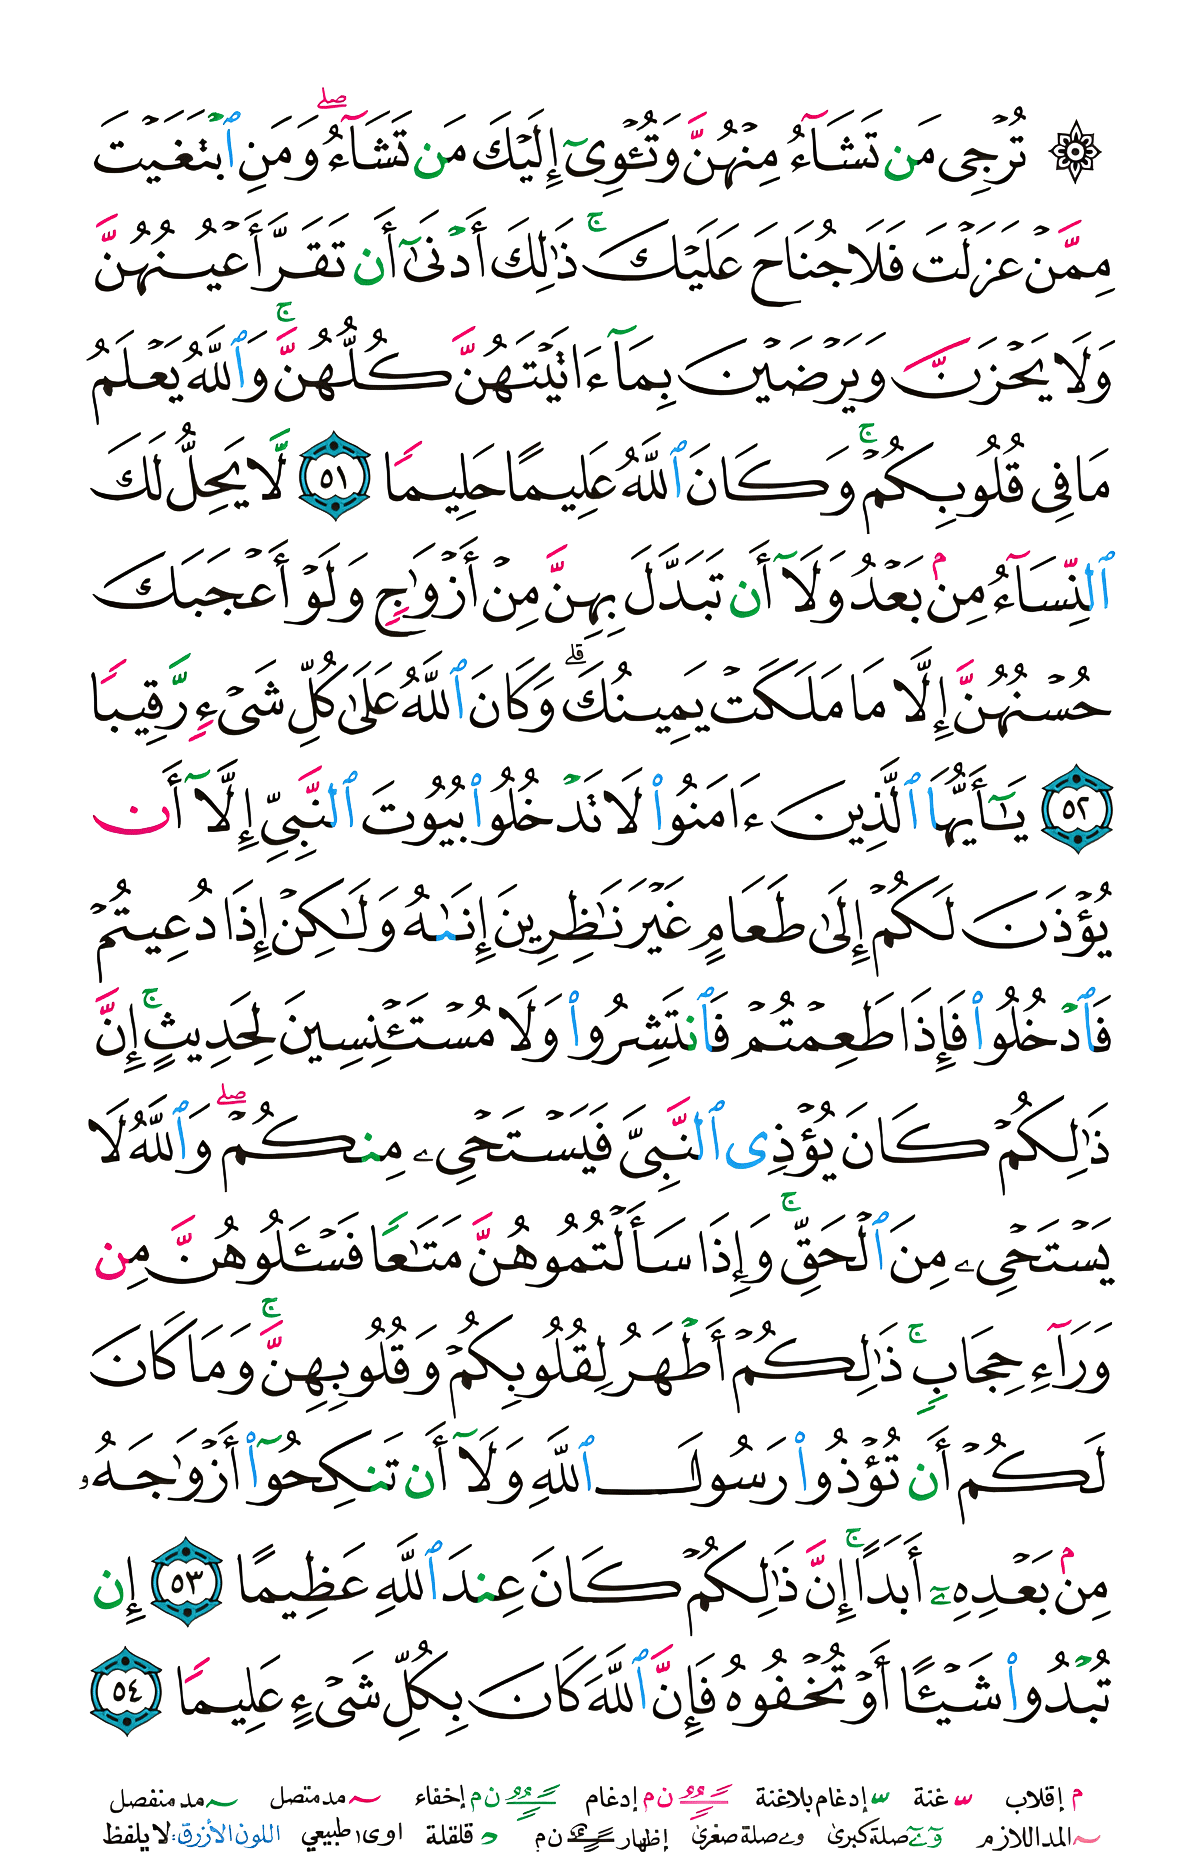 ۞ تُرْجِى مَن تَشَآءُ مِنْهُنَّ وَتُـْٔوِىٓ إِلَيْكَ مَن تَشَآءُ ۖ وَمَنِ ٱبْتَغَيْتَ
مِمَّنْ عَزَلْتَ فَلَا جُنَاحَ عَلَيْكَ ۚ ذَٰلِكَ أَدْنَىٰٓ أَن تَقَرَّ أَعْيُنُهُنَّ
وَلَا يَحْزَنَّ وَيَرْضَيْنَ بِمَآ ءَاتَيْتَهُنَّ كُلُّهُنَّ ۚ وَٱللَّهُ يَعْلَمُ
مَا فِى قُلُوبِكُمْ ۚ وَكَانَ ٱللَّهُ عَلِيمًا حَلِيمًا ٥١ لَّا يَحِلُّ لَكَ
ٱلنِّسَآءُ مِنۢ بَعْدُ وَلَآ أَن تَبَدَّلَ بِهِنَّ مِنْ أَزْوَٰجٍ وَلَوْ أَعْجَبَكَ
حُسْنُهُنَّ إِلَّا مَا مَلَكَتْ يَمِينُكَ ۗ وَكَانَ ٱللَّهُ عَلَىٰ كُلِّ شَىْءٍ رَّقِيبًا
٥٢ يَـٰٓأَيُّهَا ٱلَّذِينَ ءَامَنُوا۟ لَا تَدْخُلُوا۟ بُيُوتَ ٱلنَّبِىِّ إِلَّآ أَن
يُؤْذَنَ لَكُمْ إِلَىٰ طَعَامٍ غَيْرَ نَـٰظِرِينَ إِنَىٰهُ وَلَـٰكِنْ إِذَا دُعِيتُمْ
فَٱدْخُلُوا۟ فَإِذَا طَعِمْتُمْ فَٱنتَشِرُوا۟ وَلَا مُسْتَـْٔنِسِينَ لِحَدِيثٍ ۚ إِنَّ
ذَٰلِكُمْ كَانَ يُؤْذِى ٱلنَّبِىَّ فَيَسْتَحْىِۦ مِنكُمْ ۖ وَٱللَّهُ لَا
يَسْتَحْىِۦ مِنَ ٱلْحَقِّ ۚ وَإِذَا سَأَلْتُمُوهُنَّ مَتَـٰعًا فَسْـَٔلُوهُنَّ مِن
وَرَآءِ حِجَابٍ ۚ ذَٰلِكُمْ أَطْهَرُ لِقُلُوبِكُمْ وَقُلُوبِهِنَّ ۚ وَمَا كَانَ
لَكُمْ أَن تُؤْذُوا۟ رَسُولَ ٱللَّهِ وَلَآ أَن تَنكِحُوٓا۟ أَزْوَٰجَهُۥ
مِنۢ بَعْدِهِۦٓ أَبَدًا ۚ إِنَّ ذَٰلِكُمْ كَانَ عِندَ ٱللَّهِ عَظِيمًا ٥٣ إِن
تُبْدُوا۟ شَيْـًٔا أَوْ تُخْفُوهُ فَإِنَّ ٱللَّهَ كَانَ بِكُلِّ شَىْءٍ عَلِيمًا ٥٤
م إقلاب ّ غنة ّ إدغام بلاغنة ن م إدغام ن م إخفاء ~ مد متصل ~ مد منفصل
~ المد اللازم و ے صلة كبرى و ے صلة صغرى إظهار ن م قلقلة ا و ى طبيعي اللون الأزرق: لا يلفظ